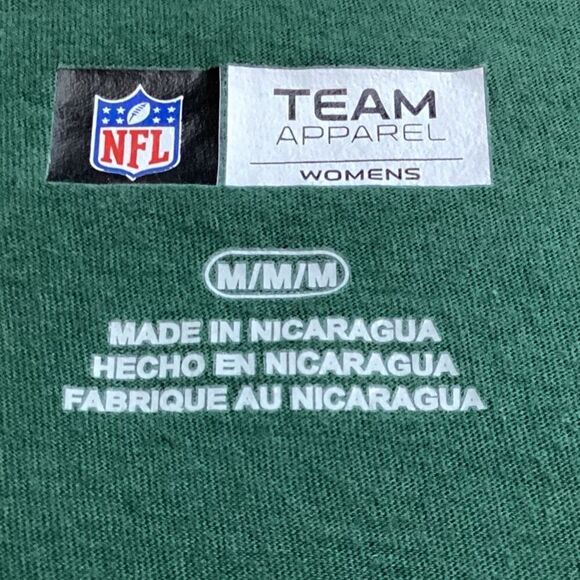 NFL
TEAM
APPAREL
WOMENS
M/M/M
MADE IN NICARAGUA
HECHO EN NICARAGUA
FABRIQUE AU NICARAGUA